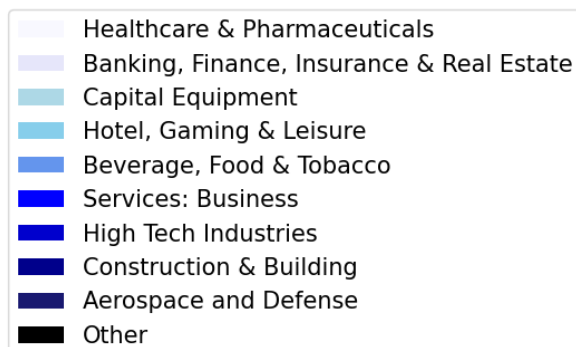 Healthcare & Pharmaceuticals
Banking, Finance, Insurance & Real Estate
Capital Equipment
Hotel, Gaming & Leisure
Beverage, Food & Tobacco
Services: Business
High Tech Industries
Construction & Building
Aerospace and Defense
Other